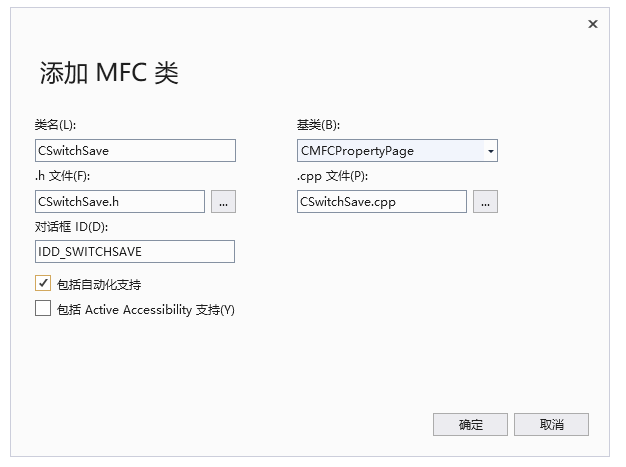 添加 MFC 类
类名(L):
基类(B):
CSwitchSave
CMFCPropertyPage
.h 文件(F):
.cpp 文件(P):
CSwitchSave.h
...
CSwitchSave.cpp
...
对话框 ID(D):
IDD_SWITCHSAVE
包括自动化支持
包括 Active Accessibility 支持(Y)
确定
取消